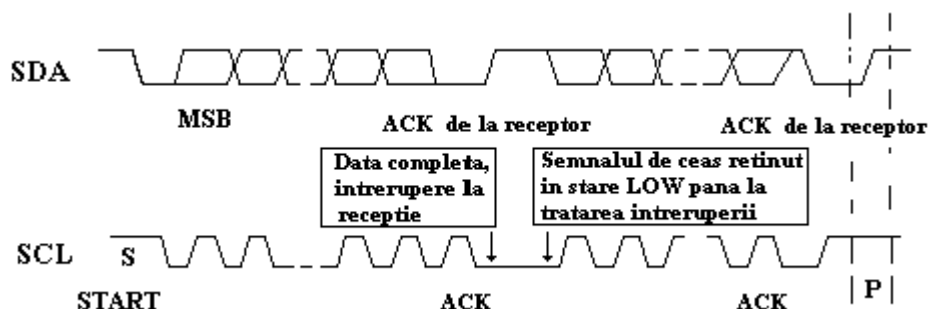 SDA
MSB
ACK de la receptor
ACK de la receptor
Data completa,
intrerupere la
receptie
Semnalul de ceas retinut
in stare LOW pana la
tratarea intreruperii
SCL
S
P
START
ACK
ACK